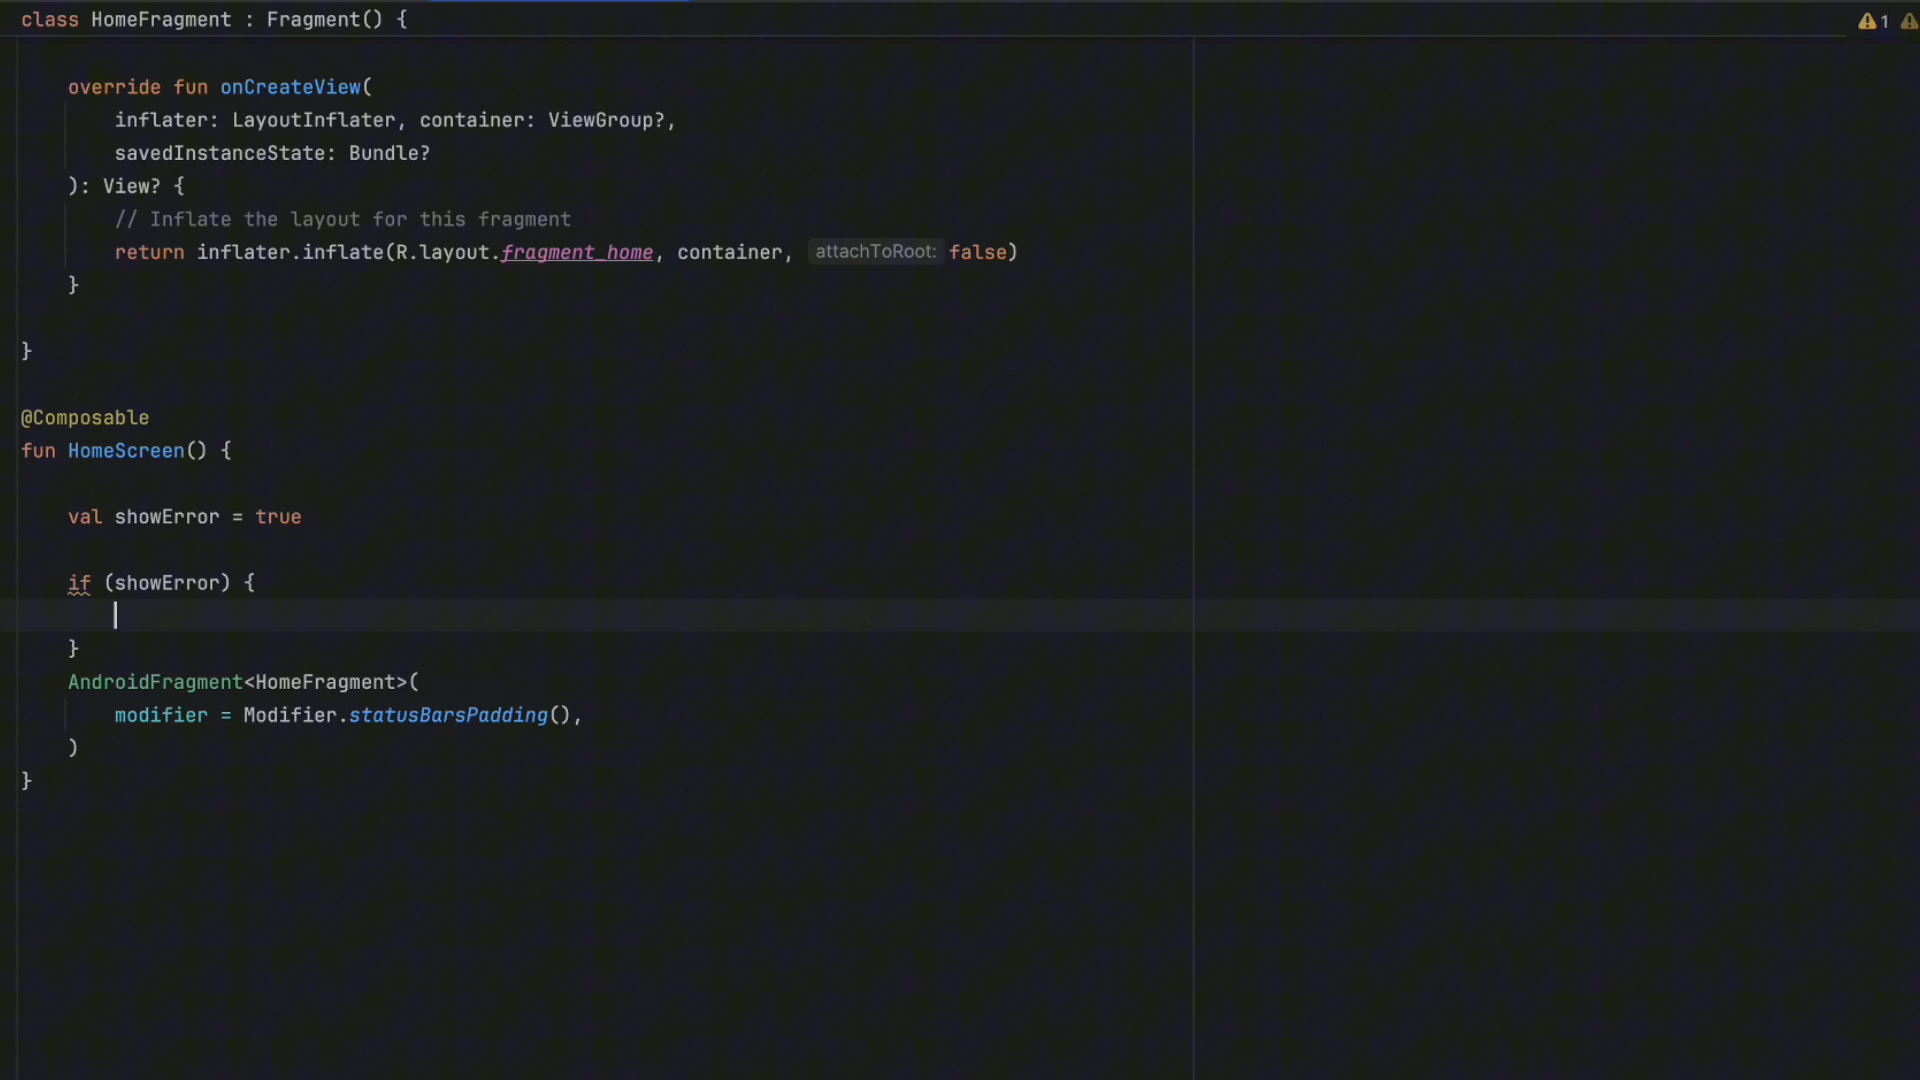 class HomeFragment : Fragment() {
1
override fun onCreateView(
inflater: LayoutInflater, container: ViewGroup?,
savedInstanceState: Bundle?
): View? {
// Inflate the layout for this fragment
return inflater.inflate(R.layout.fragment_home, container, attachToRoot: false)
}
}
@Composable
fun HomeScreen() {
val showError = true
if (showError) {
}
AndroidFragment<HomeFragment>(
modifier = Modifier.statusBarsPadding(),
)
}